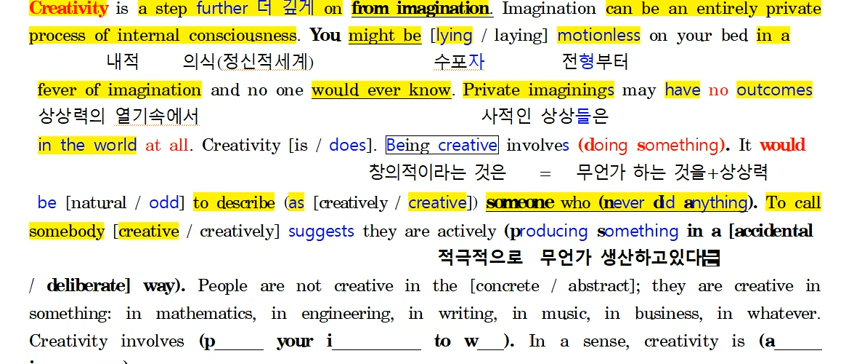 Creativity is a step further 더 깊게 on from imagination. Imagination can be an entirely private
process of internal consciousness. You might be [lying / laying] motionless on your bed in a
내적 의식(정신적세계) 수포자 전형부터
fever of imagination and no one would ever know. Private imaginings may have no outcomes
상상력의 열기속에서 사적인 상상들은
in the world at all. Creativity [is / does]. Being creative involves (doing something). It would
창의적이라는 것은 = 무언가 하는 것을+상상력
be [natural / odd] to describe (as [creatively / creative]) someone who (never did anything). To call
somebody [creative / creatively] suggests they are actively (producing something in a [accidental
적극적으로 무언가 생산하고있다
/ deliberate] way). People are not creative in the [concrete / abstract]; they are creative in
something: in mathematics, in engineering, in writing, in music, in business, in whatever.
Creativity involves (p_____ your i__________ to w___). In a sense, creativity is (a_____